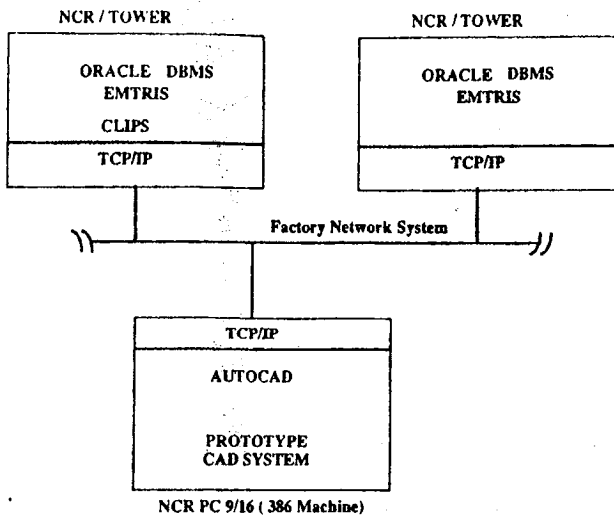 NCR / TOWER
NCR / TOWER
ORACLE DBMS
EMTRIS
CLIPS
TCP/IP
ORACLE DBMS
EMTRIS
TCP/IP
Factory Network System
TCP/IP
AUTOCAD
PROTOTYPE
CAD SYSTEM
NCR PC 9/16 ( 386 Machine)